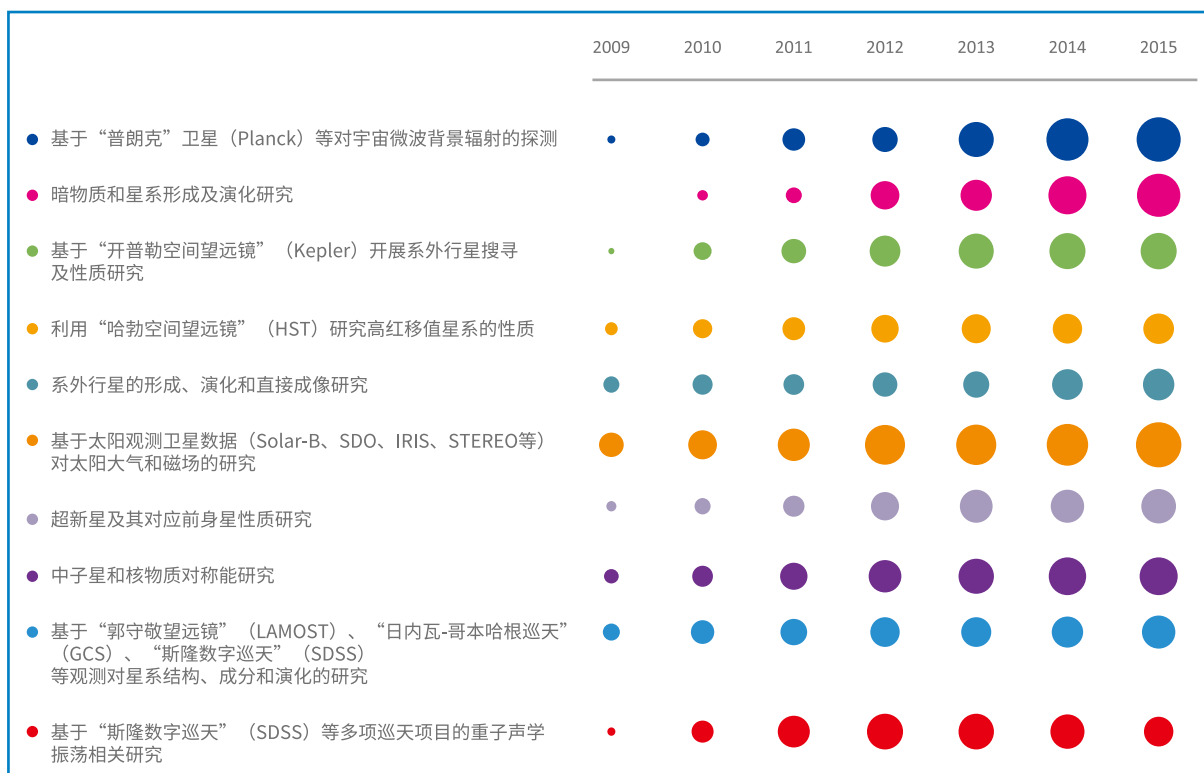 2009 2010 2011 2012 2013 2014 2015
基于“普朗克”卫星（Planck）等对宇宙微波背景辐射的探测
暗物质和星系形成及演化研究
基于“开普勒空间望远镜”（Kepler）开展系外行星搜寻
及性质研究
利用“哈勃空间望远镜”（HST）研究高红移值星系的性质
系外行星的形成、演化和直接成像研究
基于太阳观测卫星数据（Solar-B、SDO、IRIS、STEREO等）
对太阳大气和磁场的研究
超新星及其对应前身星性质研究
中子星和核物质对称能研究
基于“郭守敬望远镜”（LAMOST）、“日内瓦-哥本哈根巡天”
（GCS）、“斯隆数字巡天”（SDSS）
等观测对星系结构、成分和演化的研究
基于“斯隆数字巡天”（SDSS）等多项巡天项目的重子声学
振荡相关研究